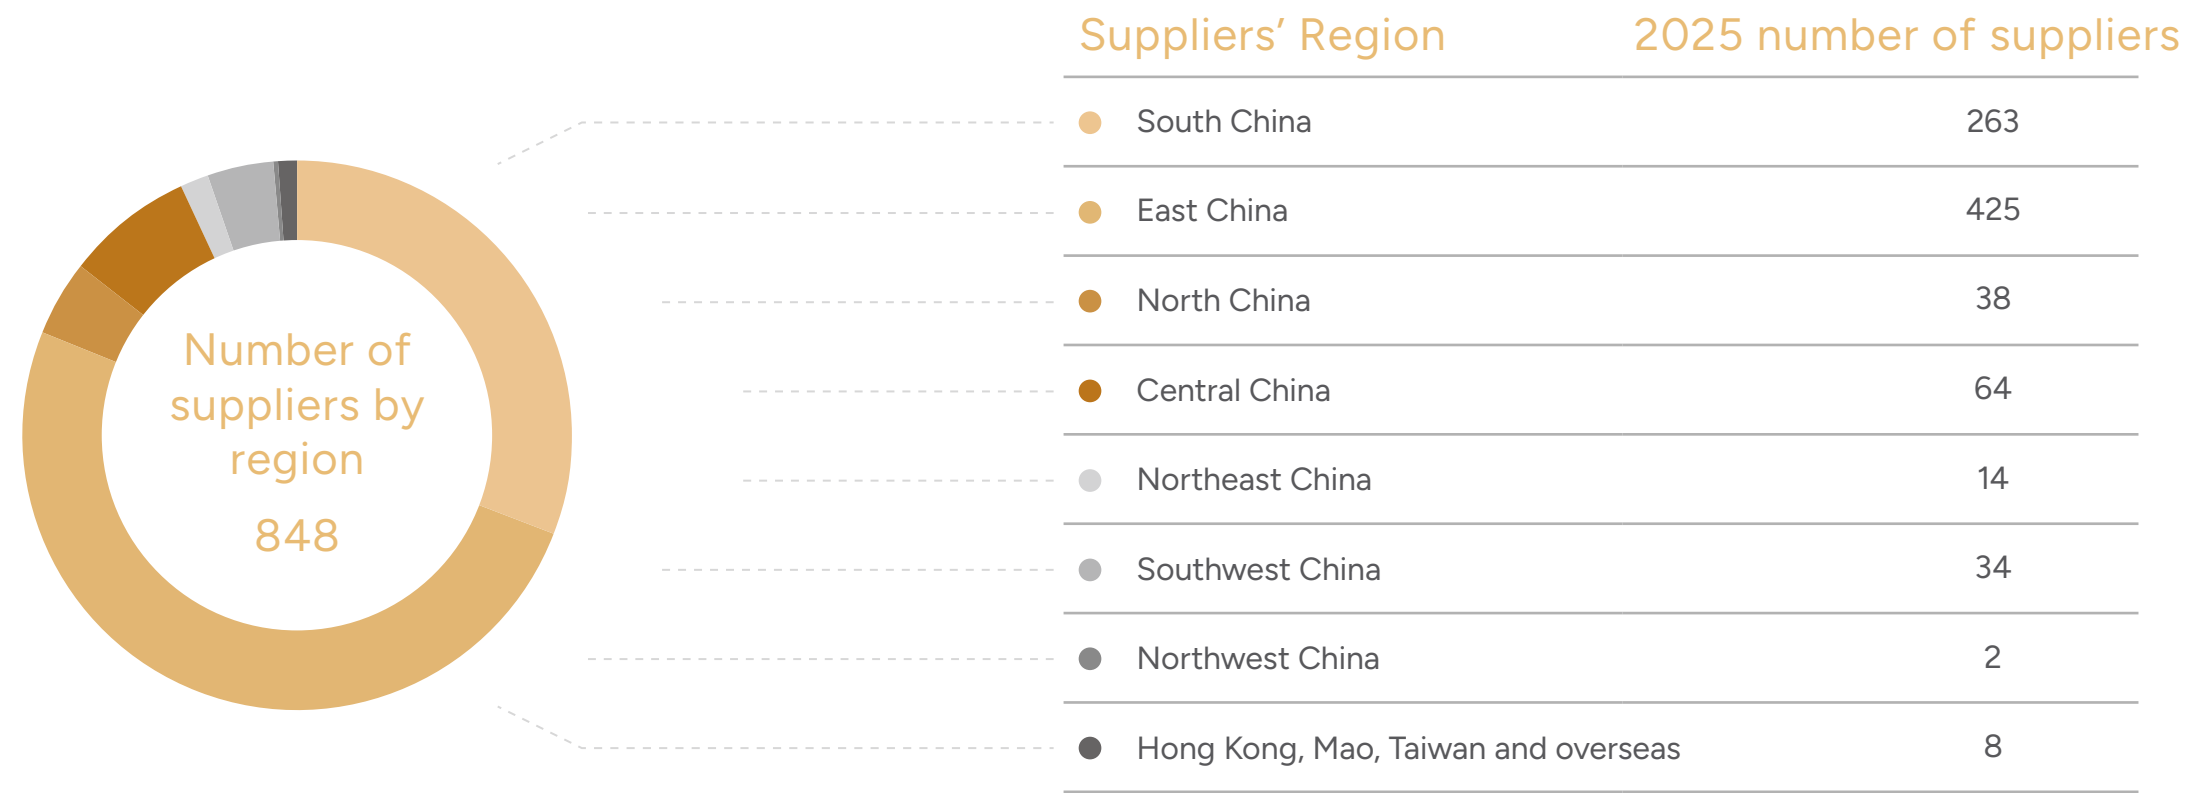 Number of
suppliers by
region
848
Suppliers’ Region 2025 number of suppliers
South China 263
East China 425
North China 38
Central China 64
Northeast China 14
Southwest China 34
Northwest China 2
Hong Kong, Mao, Taiwan and overseas 8